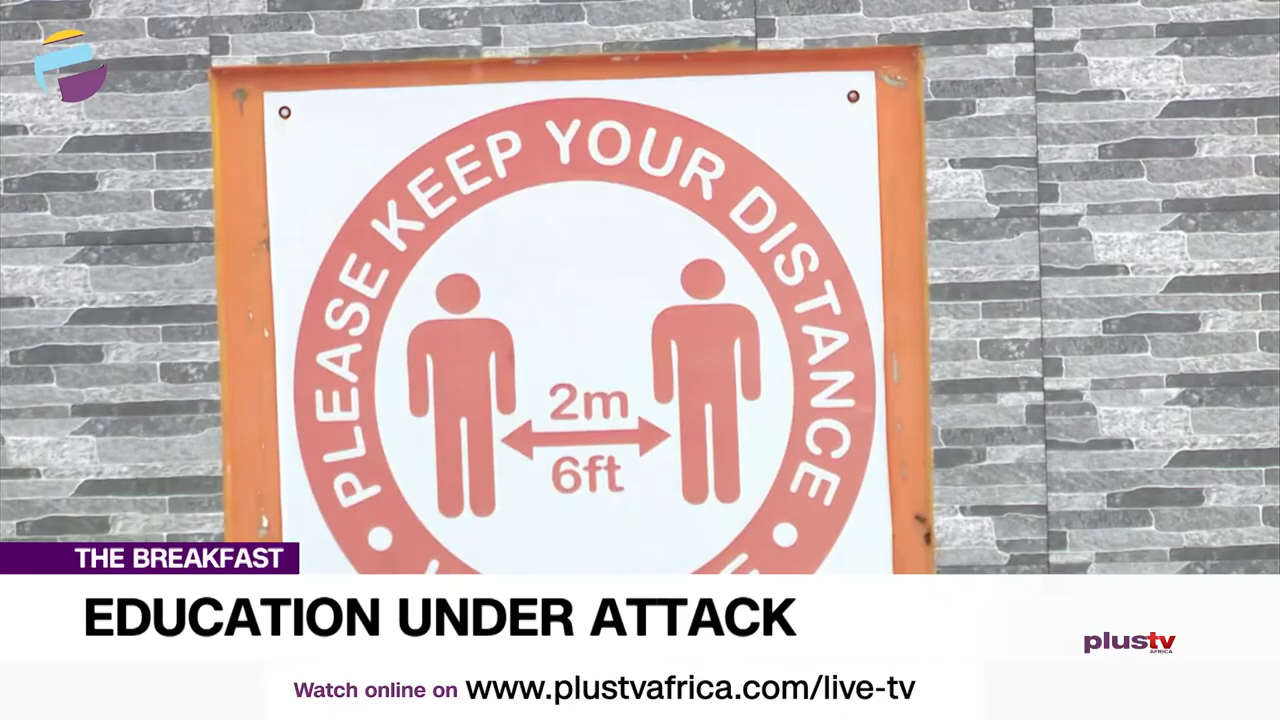 PLEASE KEEP YOUR DISTANCE
2m
6ft
THE BREAKFAST
EDUCATION UNDER ATTACK
plustv
AFRICA
Watch online on www.plustvafrica.com/live-tv